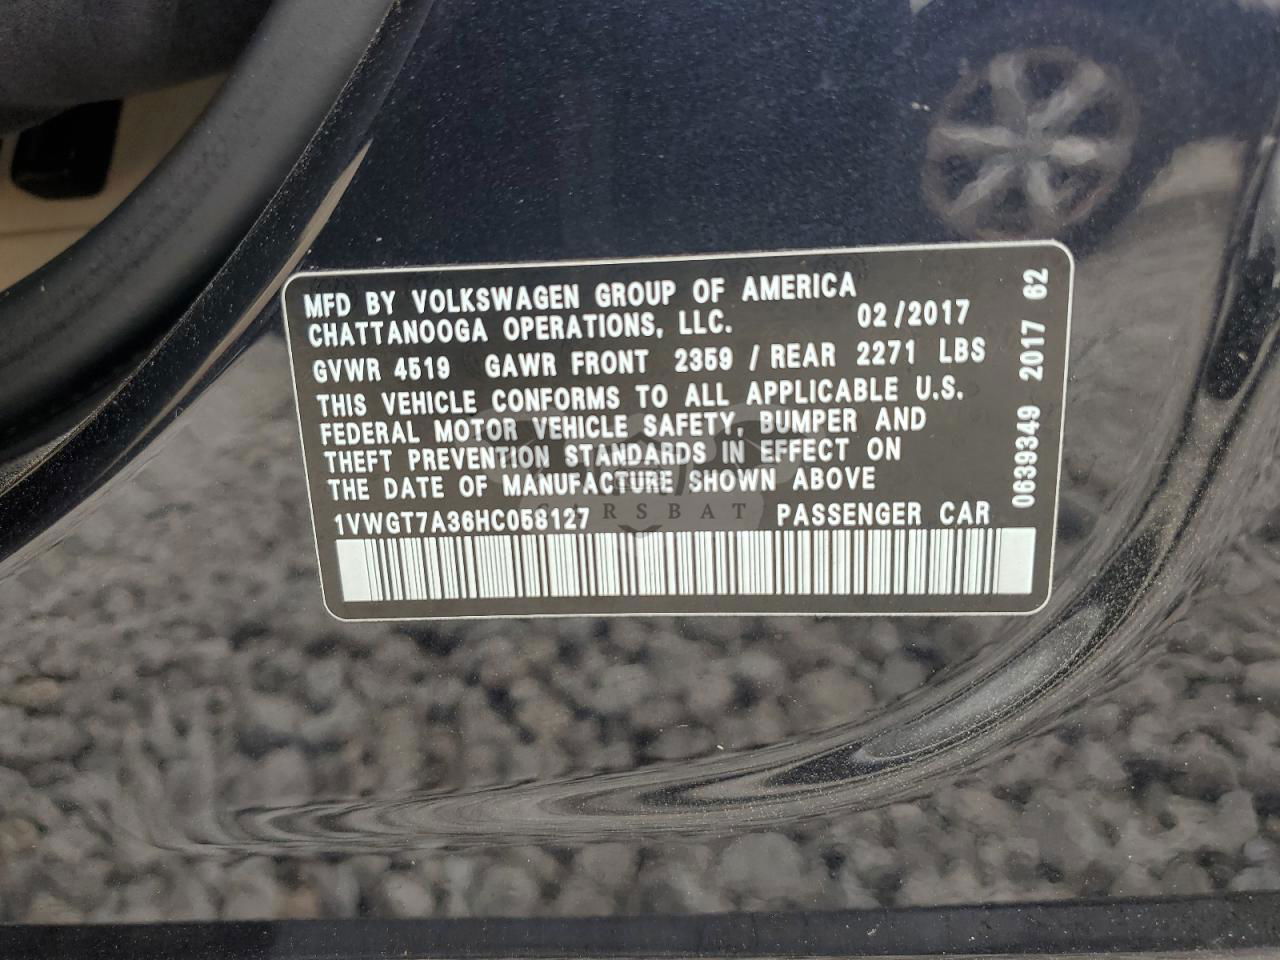 MFD BY VOLKSWAGEN GROUP OF AMERICA
CHATTANOOGA OPERATIONS, LLC. 02/2017
GVWR 4519 GAWR FRONT 2359 / REAR 2271 LBS
THIS VEHICLE CONFORMS TO ALL APPLICABLE U.S.
FEDERAL MOTOR VEHICLE SAFETY, BUMPER AND
THEFT PREVENTION STANDARDS IN EFFECT ON
THE DATE OF MANUFACTURE SHOWN ABOVE
1VWGT7A36HC058127 PASSENGER CAR
0639349 2017 62
CARSBAT